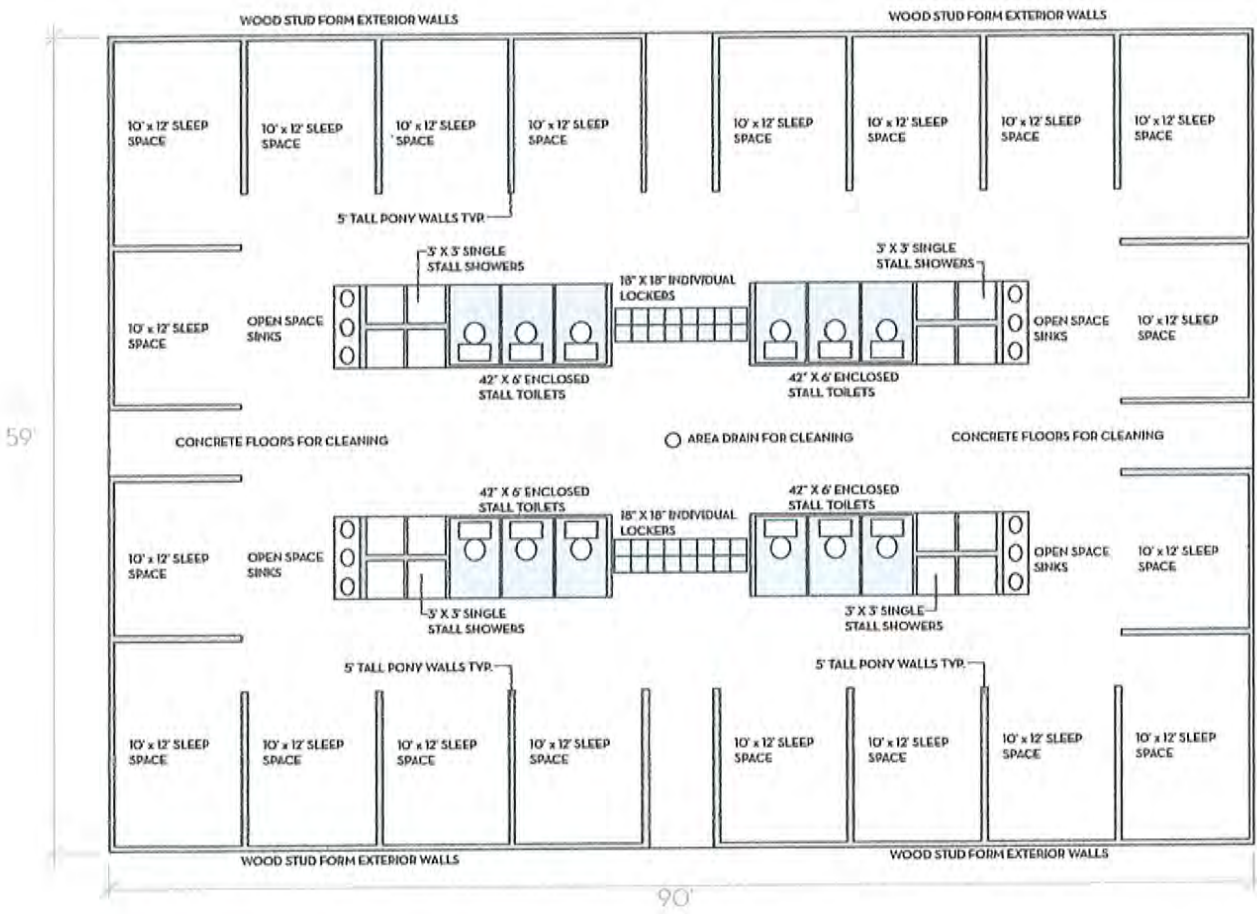 WOOD STUD FORM EXTERIOR WALLS
WOOD STUD FORM EXTERIOR WALLS
10' x 12' SLEEP
SPACE
10' x 12' SLEEP
SPACE
10' x 12' SLEEP
SPACE
10' x 12' SLEEP
SPACE
10' x 12' SLEEP
SPACE
10' x 12' SLEEP
SPACE
10' x 12' SLEEP
SPACE
10' x 12' SLEEP
SPACE
5' TALL PONY WALLS TYP.
3' X 3' SINGLE
STALL SHOWERS
18" X 18" INDIVIDUAL
LOCKERS
3' X 3' SINGLE
STALL SHOWERS
10' x 12' SLEEP
SPACE
OPEN SPACE
SINKS
OPEN SPACE
SINKS
10' x 12' SLEEP
SPACE
42" X 6' ENCLOSED
STALL TOILETS
42" X 6' ENCLOSED
STALL TOILETS
59'
CONCRETE FLOORS FOR CLEANING
AREA DRAIN FOR CLEANING
CONCRETE FLOORS FOR CLEANING
42" X 6' ENCLOSED
STALL TOILETS
18" X 18" INDIVIDUAL
LOCKERS
42" X 6' ENCLOSED
STALL TOILETS
10' x 12' SLEEP
SPACE
OPEN SPACE
SINKS
OPEN SPACE
SINKS
10' x 12' SLEEP
SPACE
3' X 3' SINGLE
STALL SHOWERS
3' X 3' SINGLE
STALL SHOWERS
5' TALL PONY WALLS TYP.
5' TALL PONY WALLS TYP.
10' x 12' SLEEP
SPACE
10' x 12' SLEEP
SPACE
10' x 12' SLEEP
SPACE
10' x 12' SLEEP
SPACE
10' x 12' SLEEP
SPACE
10' x 12' SLEEP
SPACE
10' x 12' SLEEP
SPACE
10' x 12' SLEEP
SPACE
WOOD STUD FORM EXTERIOR WALLS
WOOD STUD FORM EXTERIOR WALLS
90'